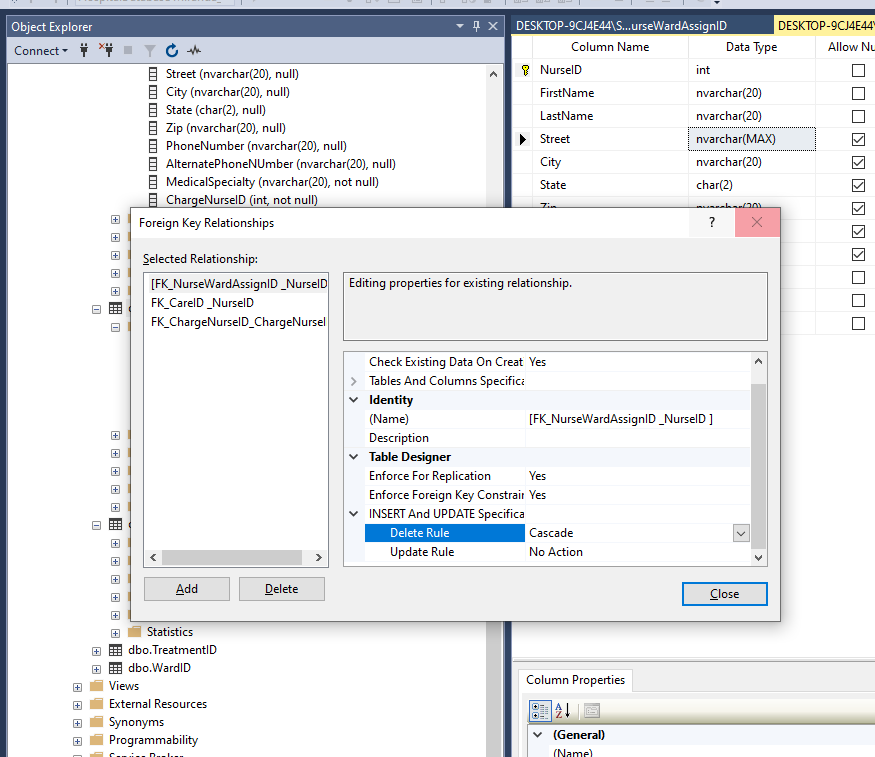 Object Explorer
Connect
Street (nvarchar(20), null)
City (nvarchar(20), null)
State (char(2), null)
Zip (nvarchar(20), null)
PhoneNumber (nvarchar(20), null)
AlternatePhoneNUmber (nvarchar(20), null)
MedicalSpecialty (nvarchar(20), not null)
ChargeNurseID (int, not null)
Statistics
dbo.TreatmentID
dbo.WardID
Views
External Resources
Synonyms
Programmability
Service Broker
DESKTOP-9CJ4E44\S...urseWardAssignID
DESKTOP-9CJ4E44\
Column Name Data Type Allow Nu
NurseID int
FirstName nvarchar(20)
LastName nvarchar(20)
Street nvarchar(MAX)
City nvarchar(20)
State char(2)
Zip nvarchar(20)
Foreign Key Relationships
?
Selected Relationship:
[FK_NurseWardAssignID _NurseID
FK_CareID _NurseID
FK_ChargeNurseID_ChargeNurseI
Editing properties for existing relationship.
Check Existing Data On Creat Yes
Tables And Columns Specifica
Identity
(Name) [FK_NurseWardAssignID _NurseID ]
Description
Table Designer
Enforce For Replication Yes
Enforce Foreign Key Constrain Yes
INSERT And UPDATE Specifica
Delete Rule Cascade
Update Rule No Action
Add Delete
Close
Column Properties
(General)
(Name)